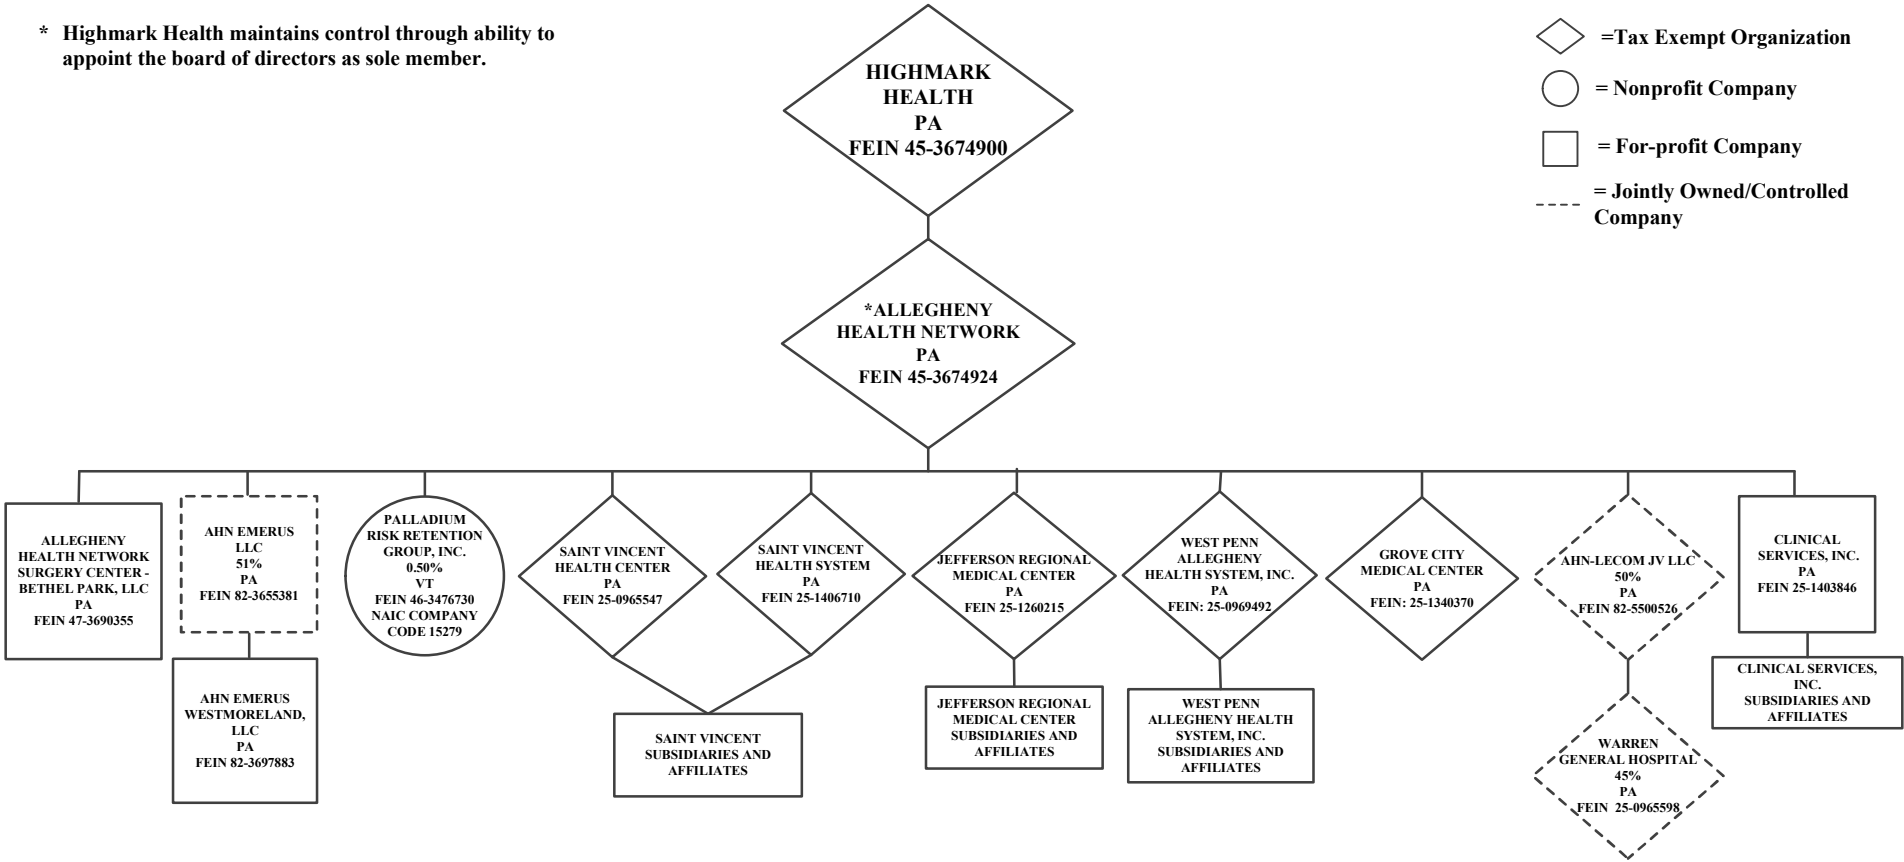 * Highmark Health maintains control through ability to
appoint the board of directors as sole member.
=Tax Exempt Organization
= Nonprofit Company
= For-profit Company
= Jointly Owned/Controlled
Company
HIGHMARK
HEALTH
PA
FEIN 45-3674900
*ALLEGHENY
HEALTH NETWORK
PA
FEIN 45-3674924
ALLEGHENY
HEALTH NETWORK
SURGERY CENTER -
BETHEL PARK, LLC
PA
FEIN 47-3690355
AHN EMERUS
LLC
51%
PA
FEIN 82-3655381
AHN EMERUS
WESTMORELAND,
LLC
PA
FEIN 82-3697883
PALLADIUM
RISK RETENTION
GROUP, INC.
0.50%
VT
FEIN 46-3476730
NAIC COMPANY
CODE 15279
SAINT VINCENT
HEALTH CENTER
PA
FEIN 25-0965547
SAINT VINCENT
HEALTH SYSTEM
PA
FEIN 25-1406710
SAINT VINCENT
SUBSIDIARIES AND
AFFILIATES
JEFFERSON REGIONAL
MEDICAL CENTER
PA
FEIN 25-1260215
JEFFERSON REGIONAL
MEDICAL CENTER
SUBSIDIARIES AND
AFFILIATES
WEST PENN
ALLEGHENY
HEALTH SYSTEM, INC.
PA
FEIN: 25-0969492
WEST PENN
ALLEGHENY HEALTH
SYSTEM, INC.
SUBSIDIARIES AND
AFFILIATES
GROVE CITY
MEDICAL CENTER
PA
FEIN: 25-1340370
AHN-LECOM JV LLC
50%
PA
FEIN 82-5500526
WARREN
GENERAL HOSPITAL
45%
PA
FEIN 25-0965598
CLINICAL
SERVICES, INC.
PA
FEIN 25-1403846
CLINICAL SERVICES,
INC.
SUBSIDIARIES AND
AFFILIATES